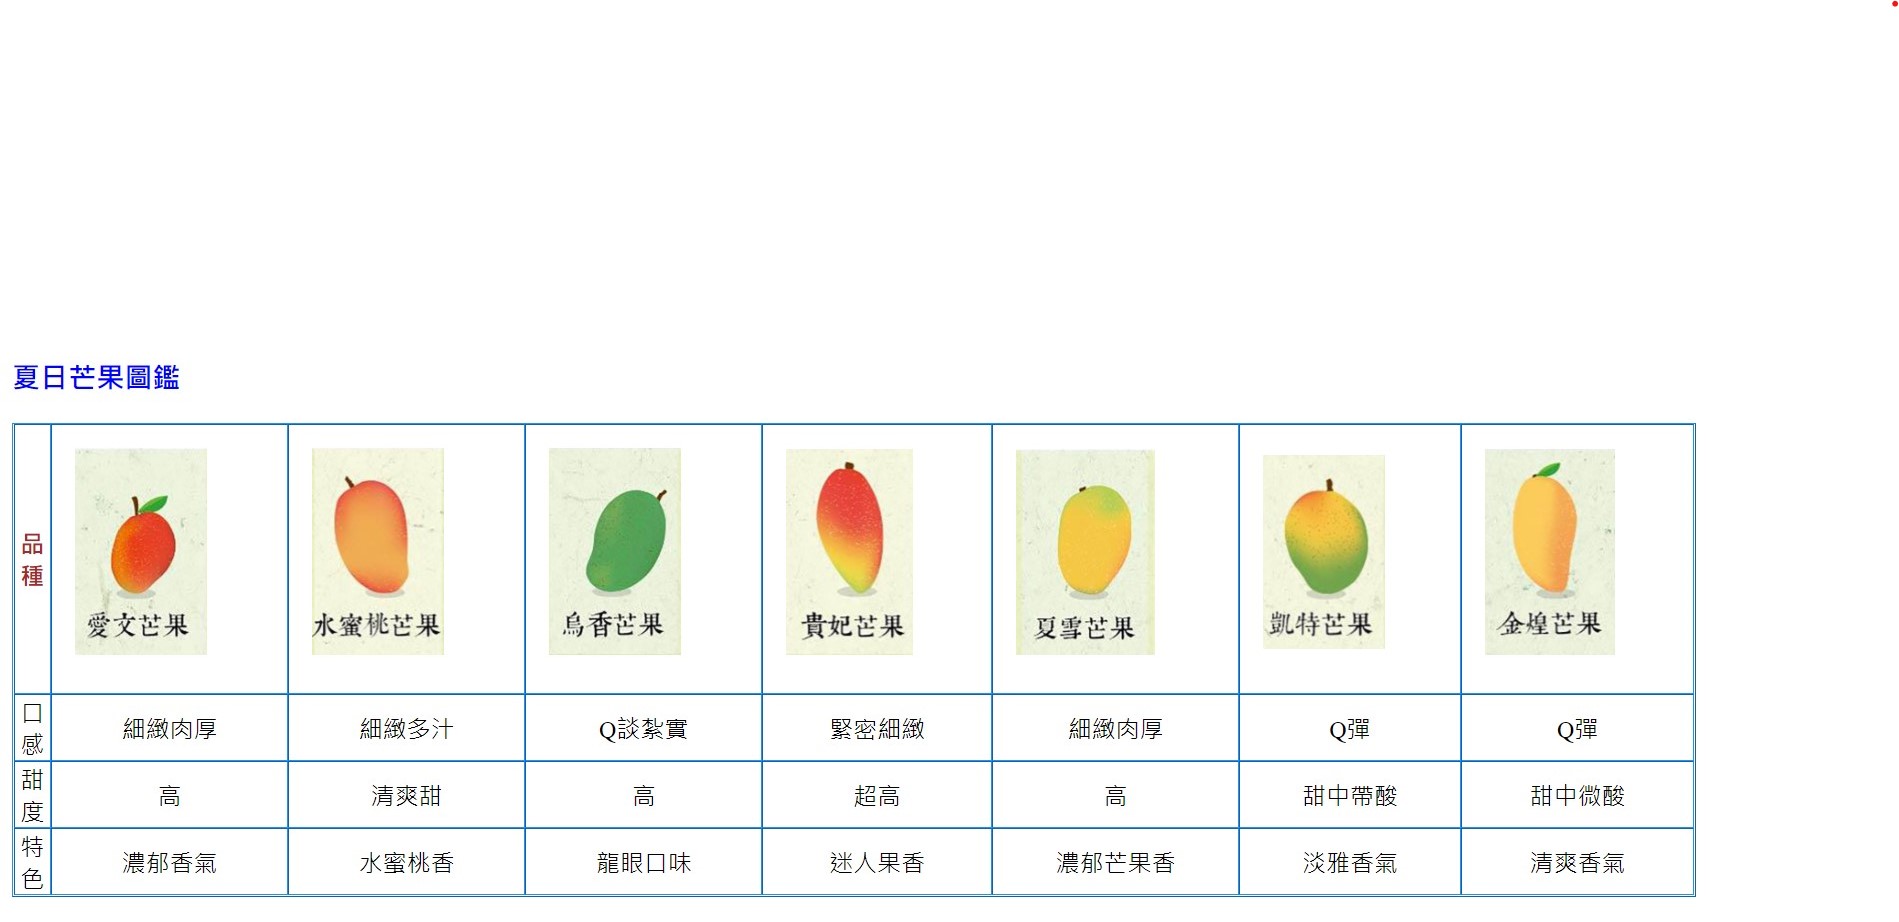 夏日芒果圖鑑
品種
愛文芒果 水蜜桃芒果 烏香芒果 貴妃芒果 夏雪芒果 凱特芒果 金煌芒果
口感 細緻肉厚 細緻多汁 Q談紮實 緊密細緻 細緻肉厚 Q彈 Q彈
甜度 高 清爽甜 高 超高 高 甜中帶酸 甜中微酸
特色 濃郁香氣 水蜜桃香 龍眼口味 迷人果香 濃郁芒果香 淡雅香氣 清爽香氣